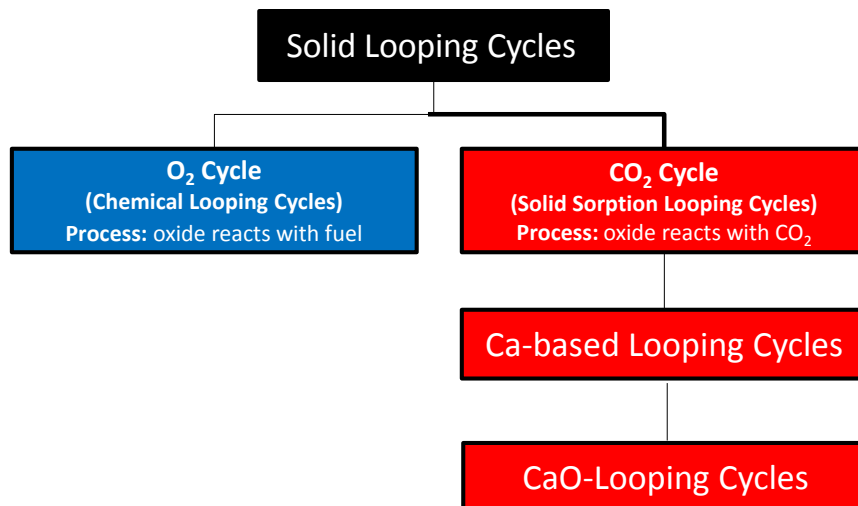 Solid Looping Cycles
O₂ Cycle
(Chemical Looping Cycles)
Process: oxide reacts with fuel
CO₂ Cycle
(Solid Sorption Looping Cycles)
Process: oxide reacts with CO₂
Ca-based Looping Cycles
CaO-Looping Cycles